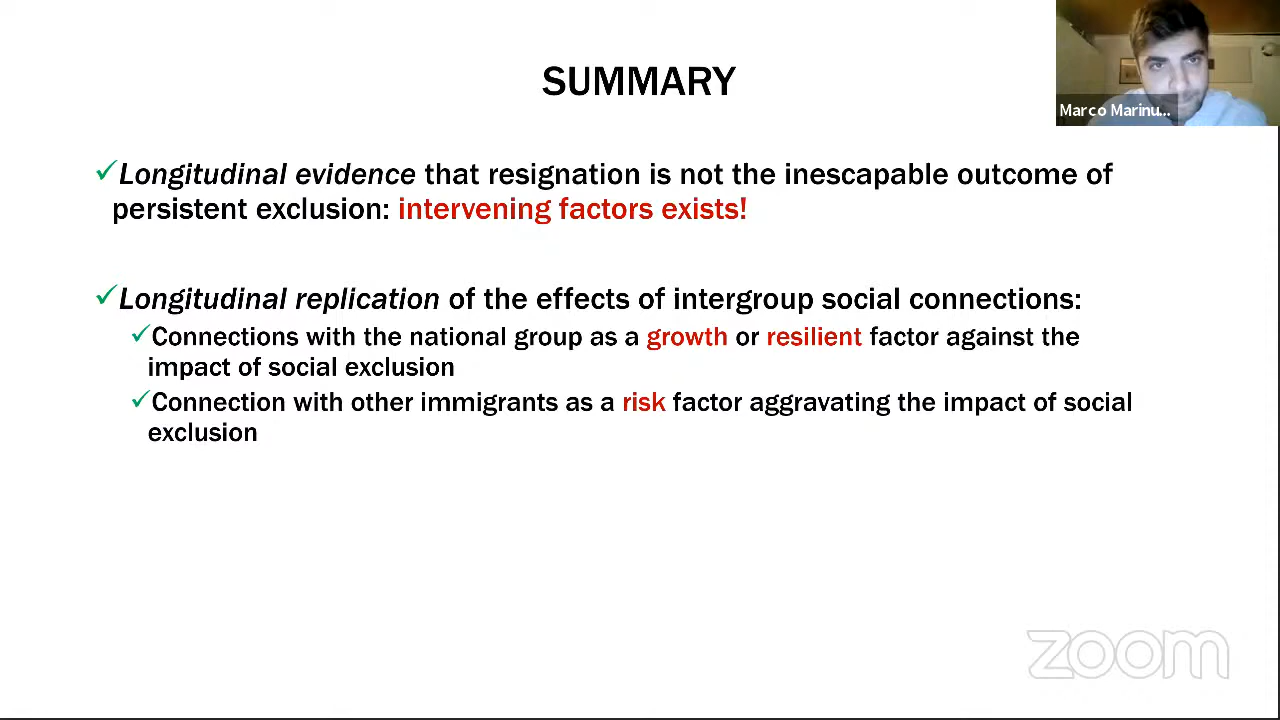 SUMMARY
Marco Marinu...
✓Longitudinal evidence that resignation is not the inescapable outcome of
persistent exclusion: intervening factors exists!
✓Longitudinal replication of the effects of intergroup social connections:
✓Connections with the national group as a growth or resilient factor against the
impact of social exclusion
✓Connection with other immigrants as a risk factor aggravating the impact of social
exclusion
zoom